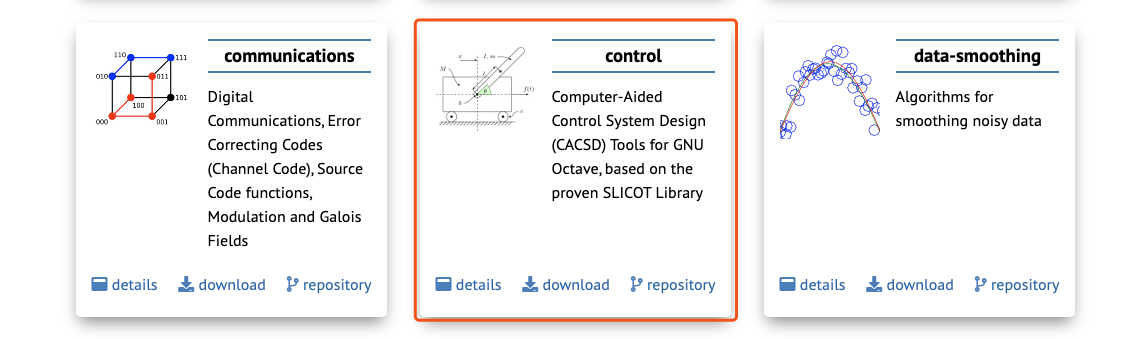 communications
110
111
010
011
100
101
000
001
Digital
Communications, Error
Correcting Codes
(Channel Code), Source
Code functions,
Modulation and Galois
Fields
details
download
repository
control
x
I, m
M
l
θ
f(t)
b
c
Computer-Aided
Control System Design
(CACSD) Tools for GNU
Octave, based on the
proven SLICOT Library
details
download
repository
data-smoothing
Algorithms for
smoothing noisy data
details
download
repository